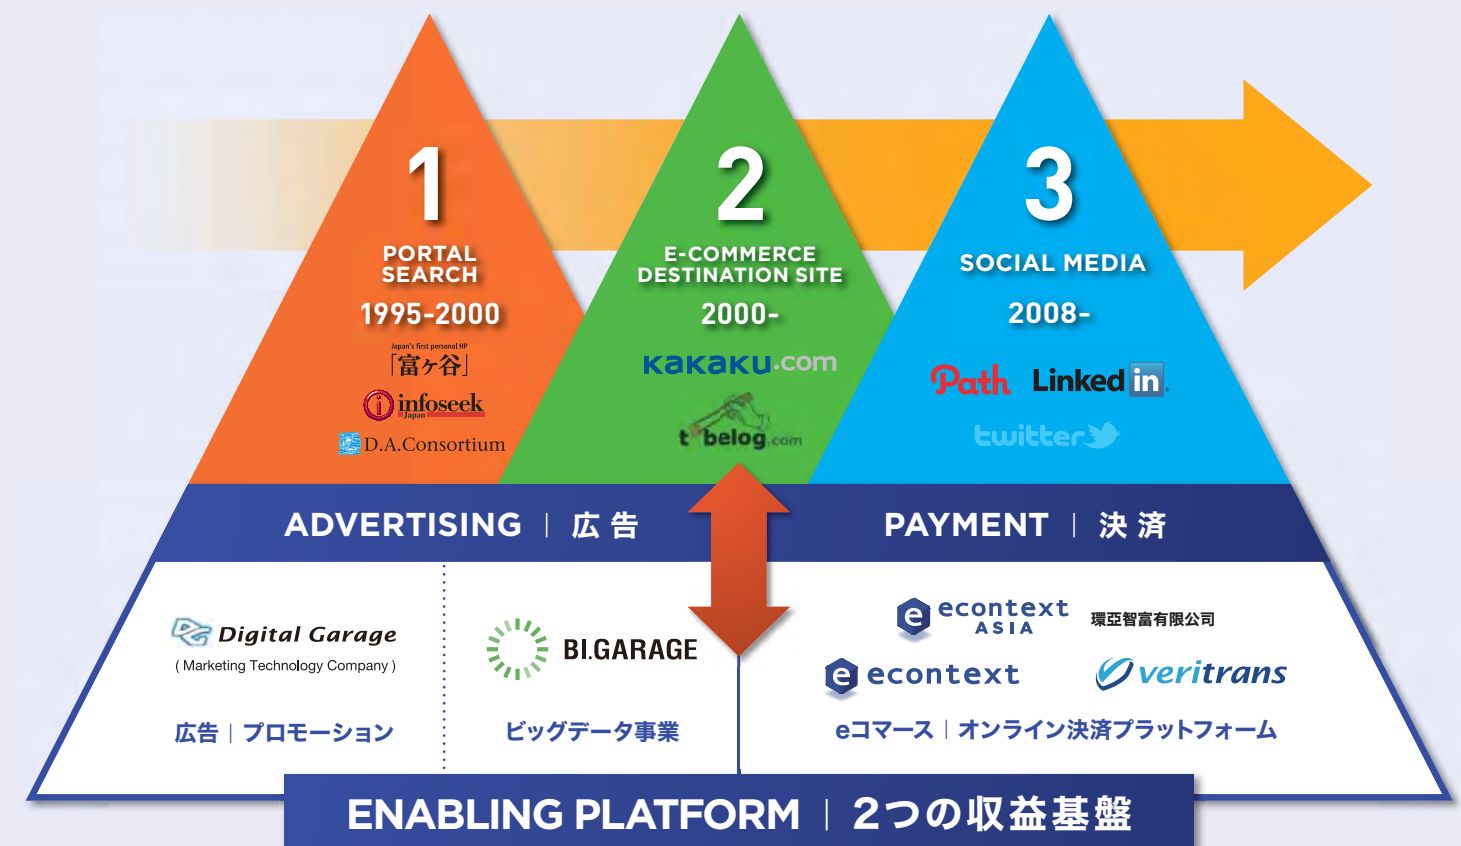 1
PORTAL
SEARCH
1995-2000
Japan's first personal HP
「富ヶ谷」
infoseek
Japan
D.A.Consortium
2
E-COMMERCE
DESTINATION SITE
2000-
kakaku.com
tabelog.com
3
SOCIAL MEDIA
2008-
Path
Linked in
twitter
ADVERTISING | 広告
PAYMENT | 決済
Digital Garage
( Marketing Technology Company )
広告 | プロモーション
BI.GARAGE
ビッグデータ事業
econtext
ASIA
環亞智富有限公司
econtext
veritrans
eコマース | オンライン決済プラットフォーム
ENABLING PLATFORM | 2つの収益基盤